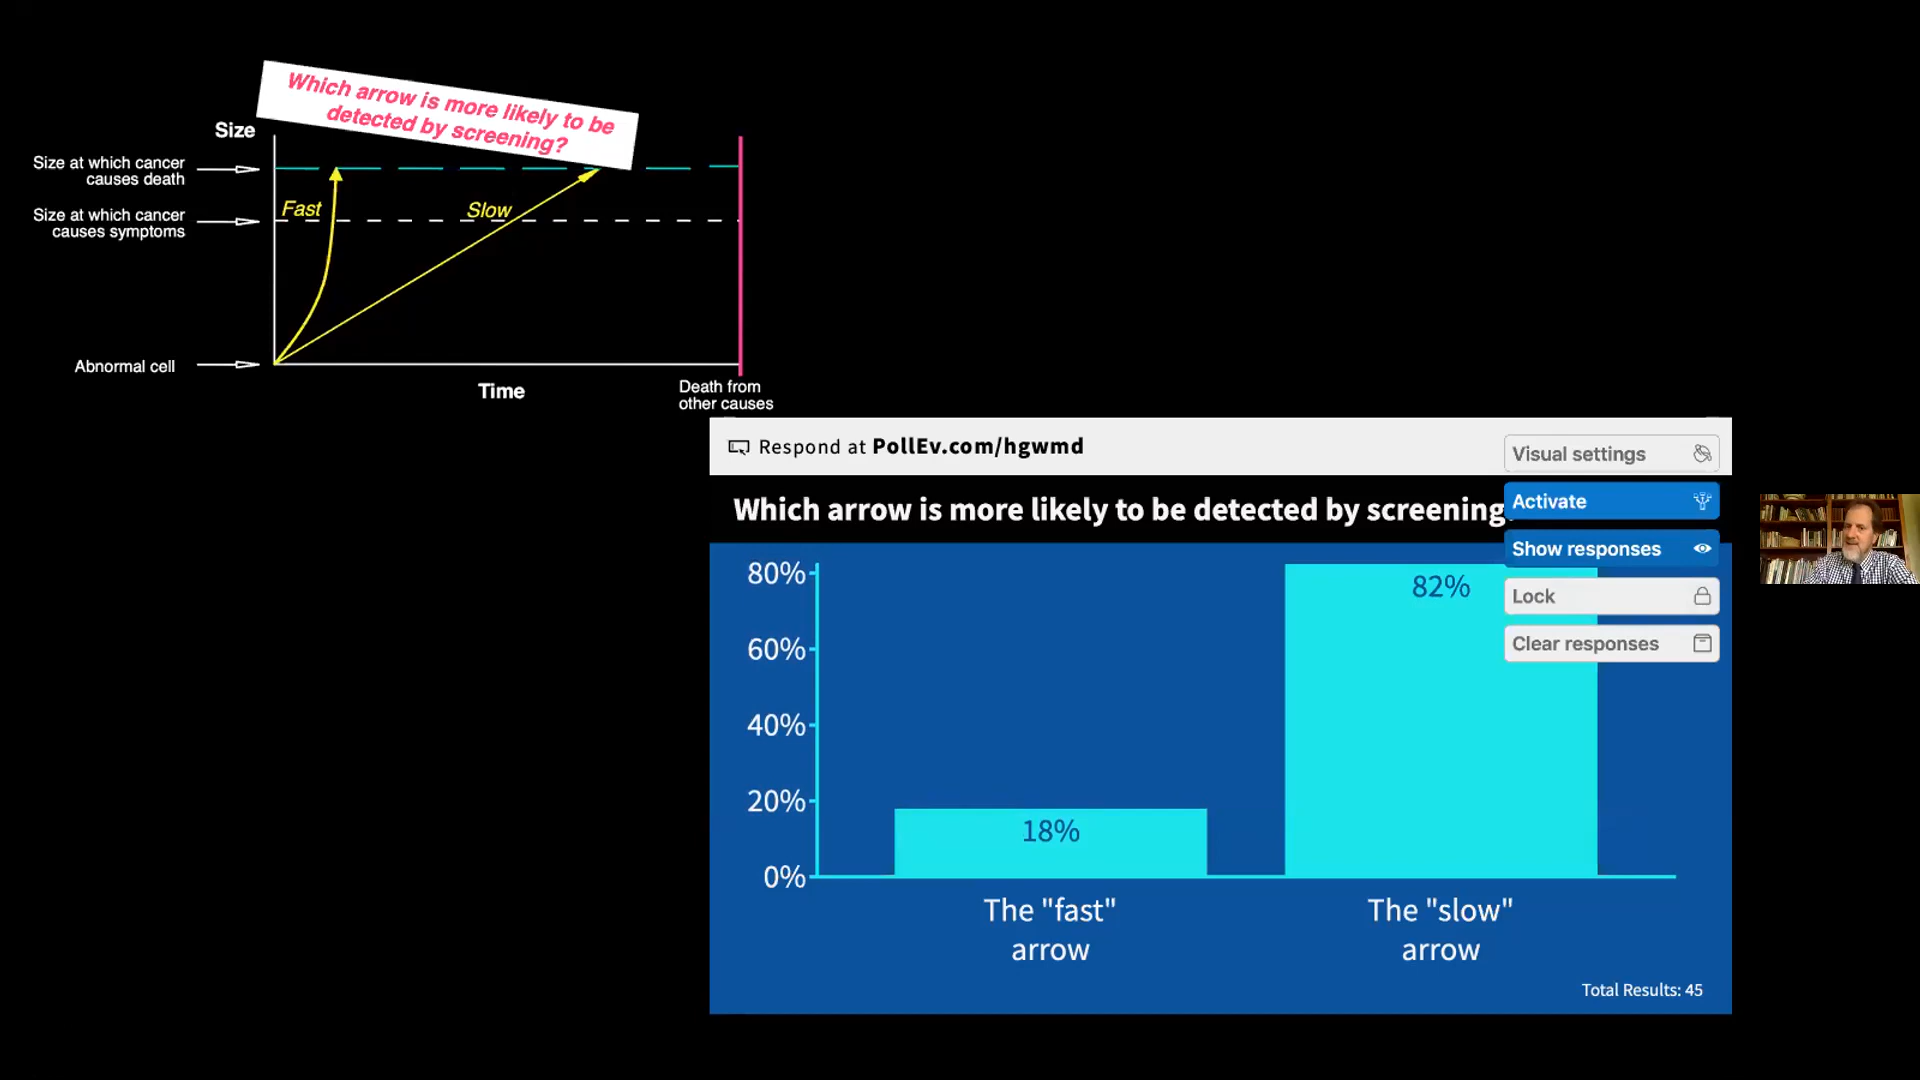 Which arrow is more likely to be
detected by screening?
Size
Size at which cancer
causes death
Fast
Slow
Size at which cancer
causes symptoms
Abnormal cell
Time
Death from
other causes
Respond at PollEv.com/hgwmd
Visual settings
Which arrow is more likely to be detected by screening
Activate
Show responses
Lock
Clear responses
80%
60%
40%
20%
0%
18%
82%
The "fast"
arrow
The "slow"
arrow
Total Results: 45